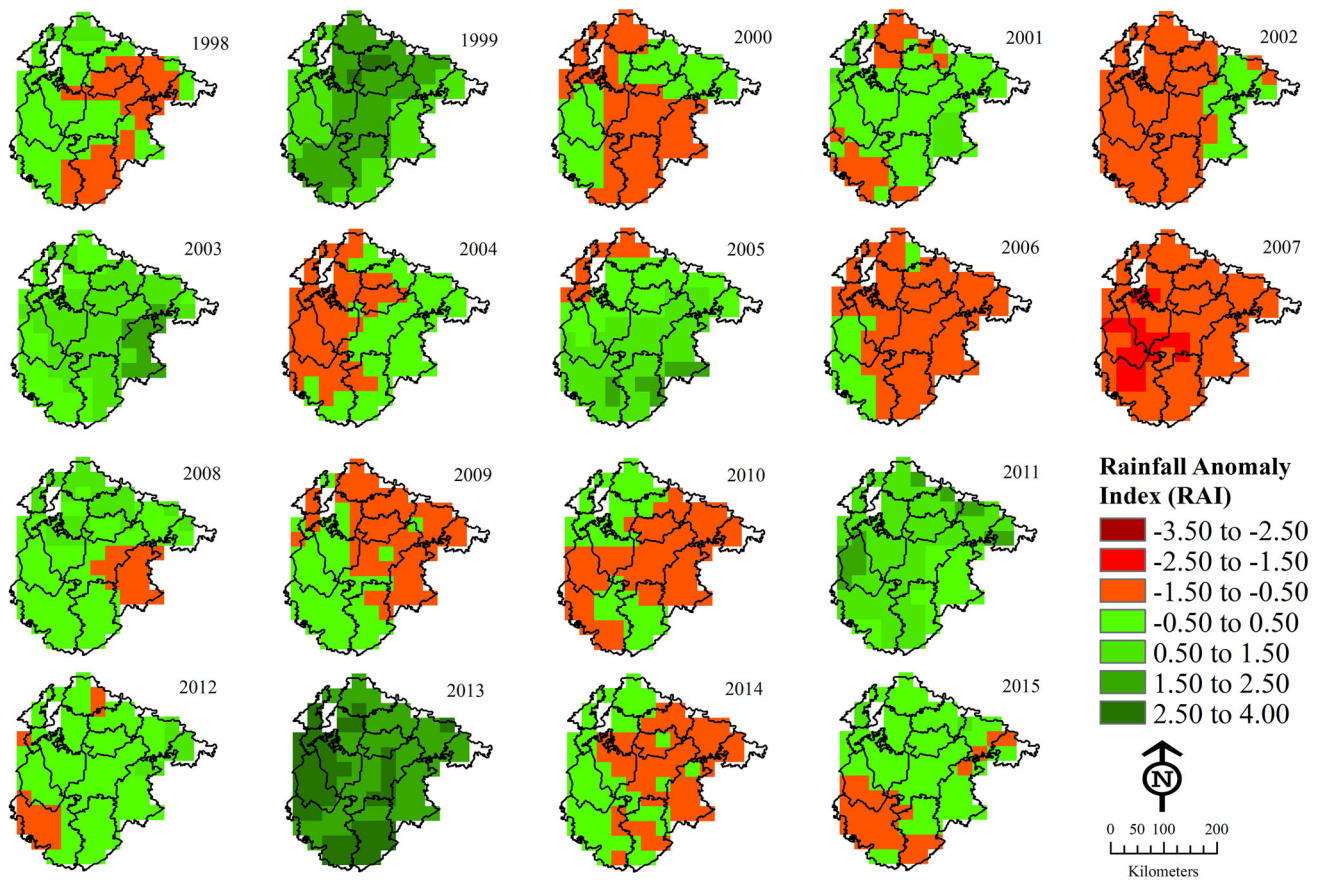 1998
1999
2000
2001
2002
2003
2004
2005
2006
2007
2008
2009
2010
2011
2012
2013
2014
2015
Rainfall Anomaly
Index (RAI)
-3.50 to -2.50
-2.50 to -1.50
-1.50 to -0.50
-0.50 to 0.50
0.50 to 1.50
1.50 to 2.50
2.50 to 4.00
N
0 50 100 200
Kilometers